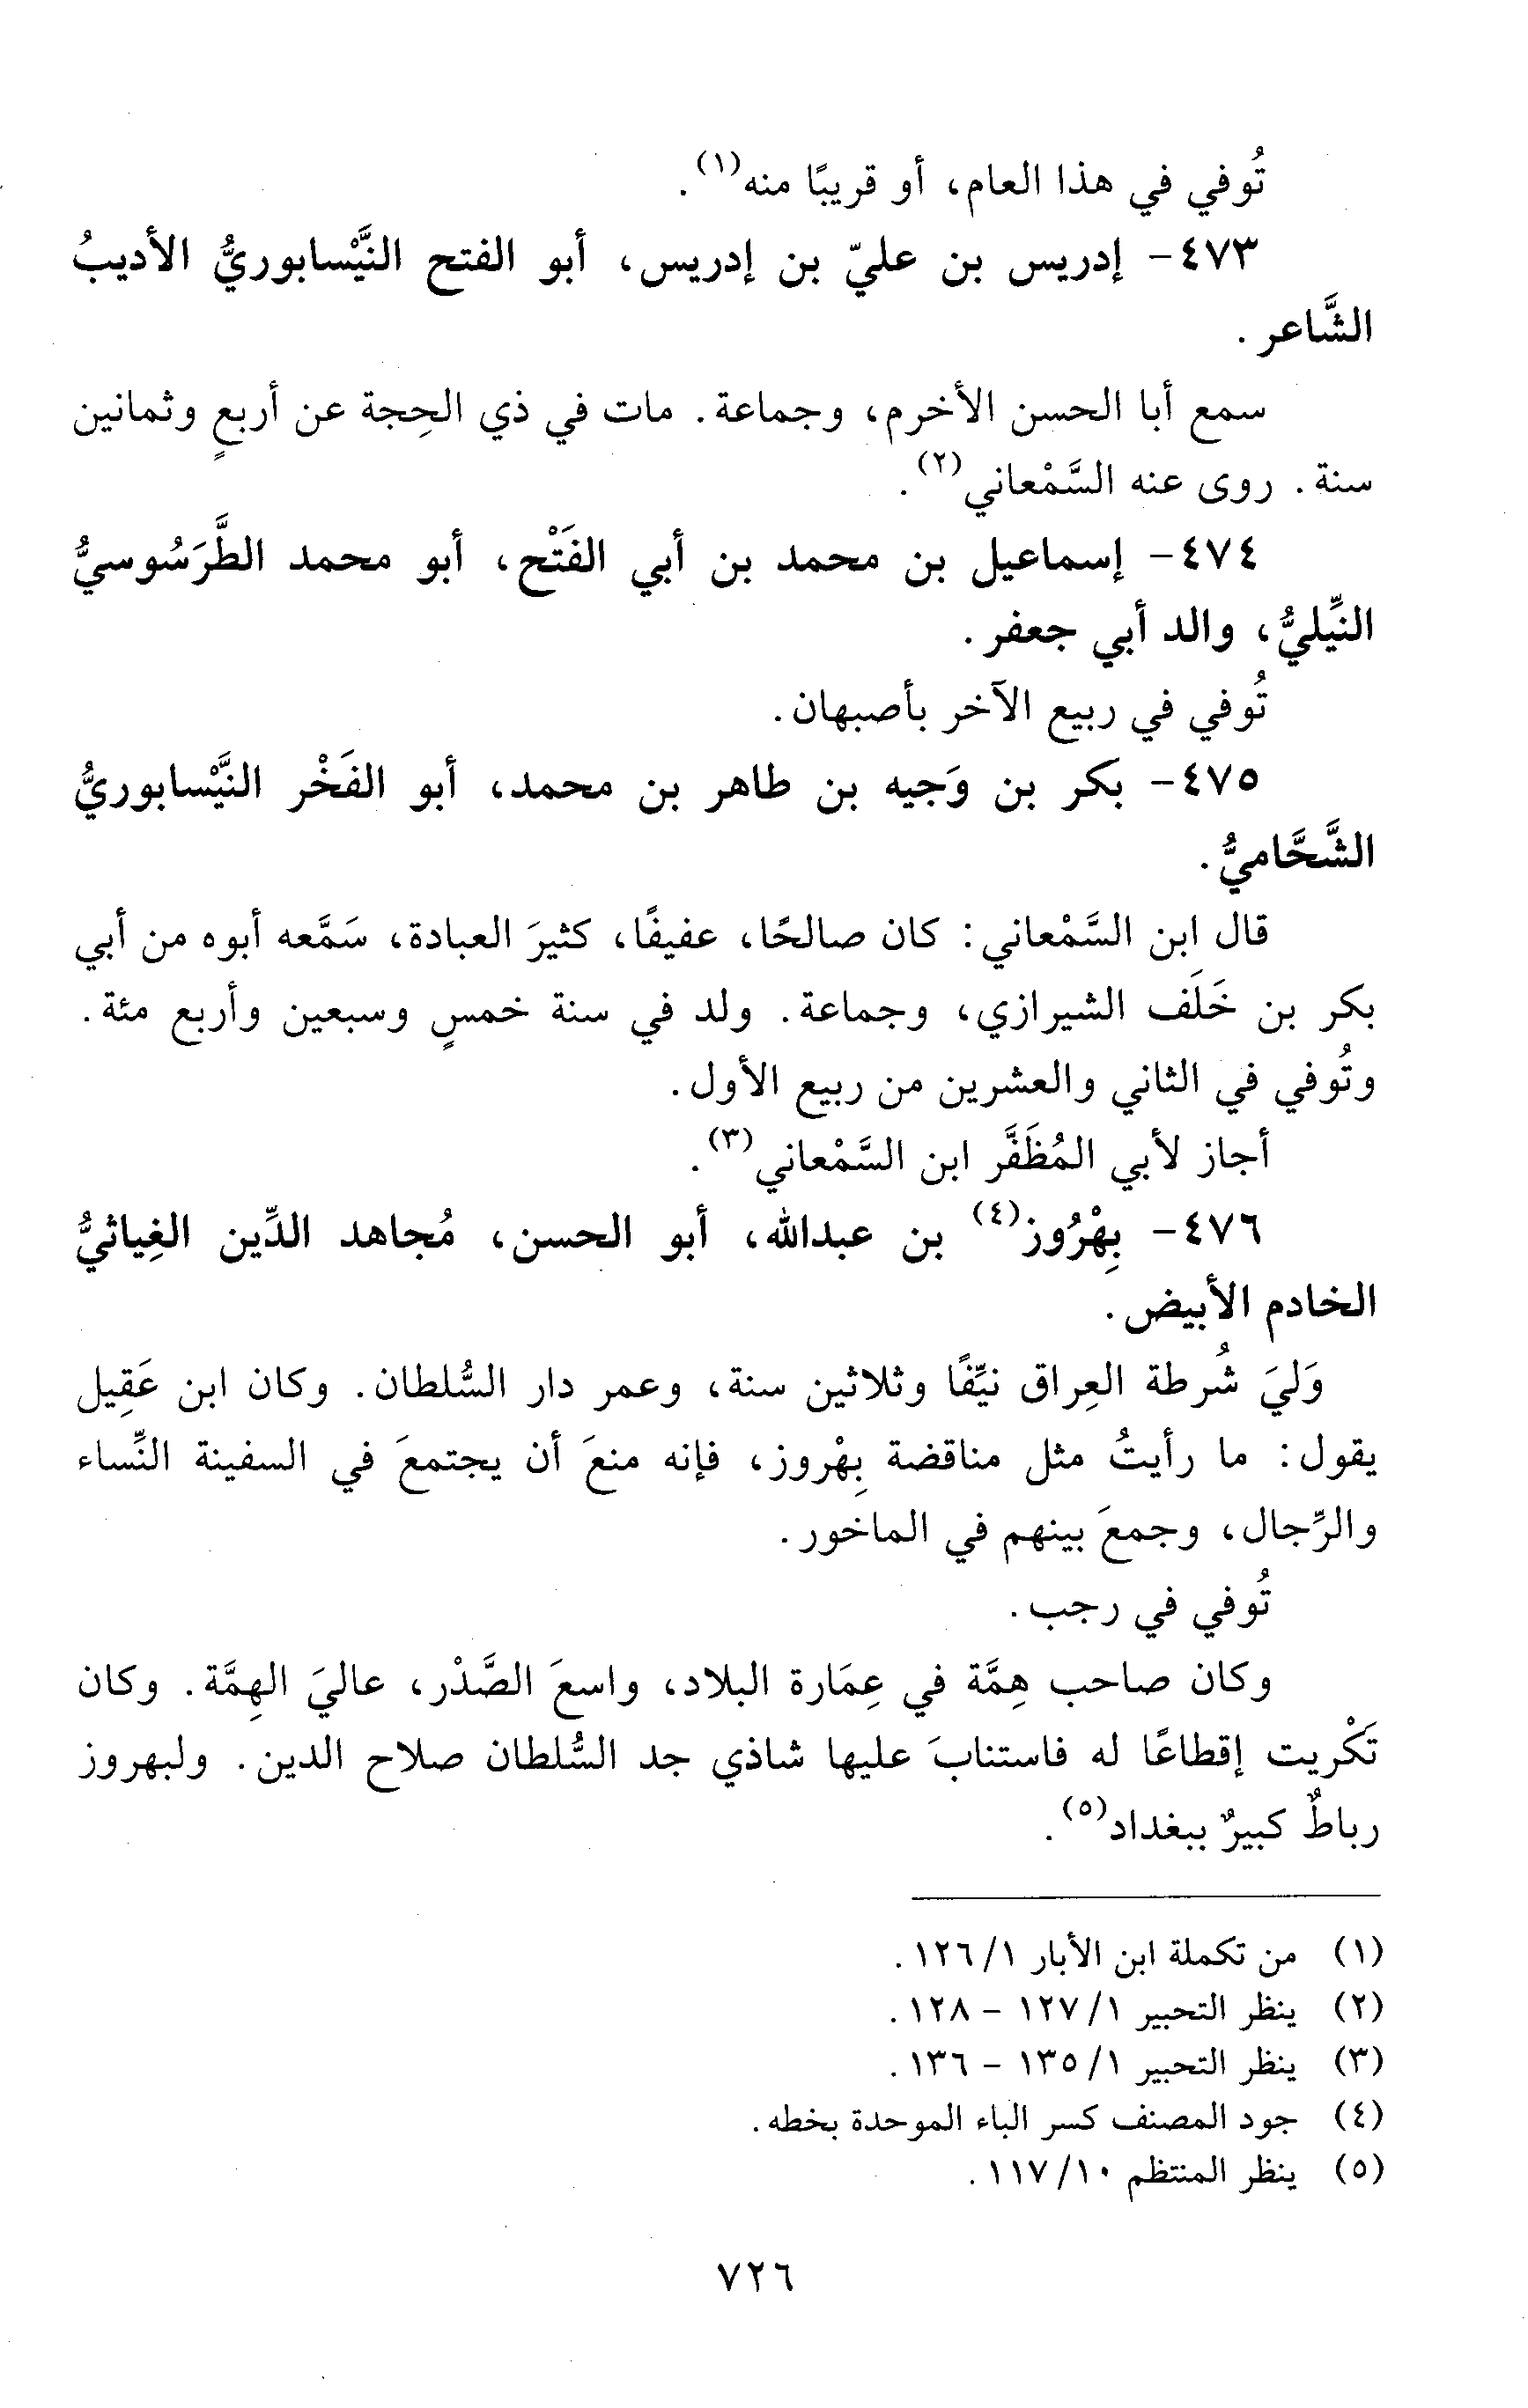 تُوفي في هذا العام، أو قريبًا منه(١).
٤٧٣- إدريس بن عليّ بن إدريس، أبو الفتح النَّيْسابوريُّ الأديبُ
الشَّاعر.
سمع أبا الحسن الأخرم، وجماعة. مات في ذي الحِجة عن أربعٍ وثمانين
سنة. روى عنه السَّمْعاني(٢).
٤٧٤- إسماعيل بن محمد بن أبي الفَتْح، أبو محمد الطَّرَسُوسيُّ
النِّيليُّ، والد أبي جعفر.
تُوفي في ربيع الآخر بأصبهان.
٤٧٥- بكر بن وَجيه بن طاهر بن محمد، أبو الفَخْر النَّيْسابوريُّ
الشَّحَّاميُّ.
قال ابن السَّمْعاني: كان صالحًا، عفيفًا، كثيرَ العبادة، سَمَّعه أبوه من أبي
بكر بن خَلَف الشيرازي، وجماعة. ولد في سنة خمسٍ وسبعين وأربع مئة.
وتُوفي في الثاني والعشرين من ربيع الأول.
أجاز لأبي المُظَفَّر ابن السَّمْعاني(٣).
٤٧٦- بِهْرُوز(٤) بن عبدالله، أبو الحسن، مُجاهد الدِّين الغِياثيُّ
الخادم الأبيض.
وَليَ شُرطة العِراق نيِّفًا وثلاثين سنة، وعمر دار السُّلطان. وكان ابن عَقِيل
يقول: ما رأيتُ مثل مناقضة بِهْروز، فإنه منعَ أن يجتمعَ في السفينة النِّساء
والرِّجال، وجمعَ بينهم في الماخور.
تُوفي في رجب.
وكان صاحب هِمَّة في عِمَارة البلاد، واسعَ الصَّدْر، عاليَ الهِمَّة. وكان
تَكْريت إقطاعًا له فاستنابَ عليها شاذي جد السُّلطان صلاح الدين. ولبهروز
رباطٌ كبيرٌ ببغداد(٥).
(١) من تكملة ابن الأبار ١/ ١٢٦.
(٢) ينظر التحبير ١/ ١٢٧ - ١٢٨.
(٣) ينظر التحبير ١/ ١٣٥ - ١٣٦.
(٤) جود المصنف كسر الباء الموحدة بخطه.
(٥) ينظر المنتظم ١٠/ ١١٧.
٧٢٦